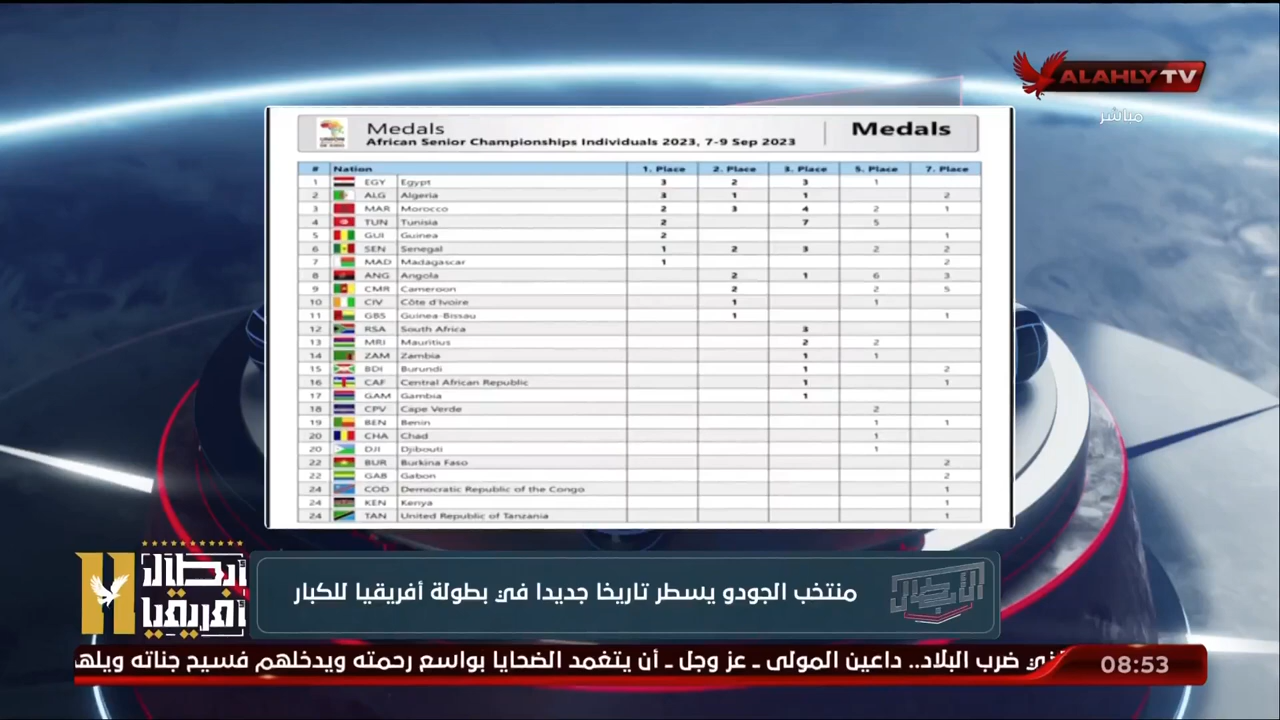 ALAHLY TV
مباشر
Medals
African Senior Championships Individuals 2023, 7-9 Sep 2023
Medals
# Nation 1. Place 2. Place 3. Place 5. Place 7. Place
1 EGY Egypt 3 2 3 1
2 ALG Algeria 3 1 1 2
3 MAR Morocco 2 3 4 2 1
4 TUN Tunisia 2 7 5
5 GUI Guinea 2 1
6 SEN Senegal 1 2 3 2 2
7 MAD Madagascar 1 2
8 ANG Angola 2 1 6 3
9 CMR Cameroon 2 2 5
10 CIV Côte d'Ivoire 1 1
11 GBS Guinea-Bissau 1 1
12 RSA South Africa 3
13 MRI Mauritius 2 2
14 ZAM Zambia 1 1
15 BDI Burundi 1 2
16 CAF Central African Republic 1 1
17 GAM Gambia 1
18 CPV Cape Verde 2
19 BEN Benin 1 1
20 CHA Chad 1
20 DJI Djibouti 1
22 BUR Burkina Faso 2
22 GAB Gabon 2
24 COD Democratic Republic of the Congo 1
24 KEN Kenya 1
24 TAN United Republic of Tanzania 1
الأبطال
منتخب الجودو يسطر تاريخا جديدا في بطولة أفريقيا للكبار
أبطال
أفريقيا
11
ضرب البلاد.. داعين المولى ـ عز وجل ـ أن يتغمد الضحايا بواسع رحمته ويدخلهم فسيح جناته
08:53